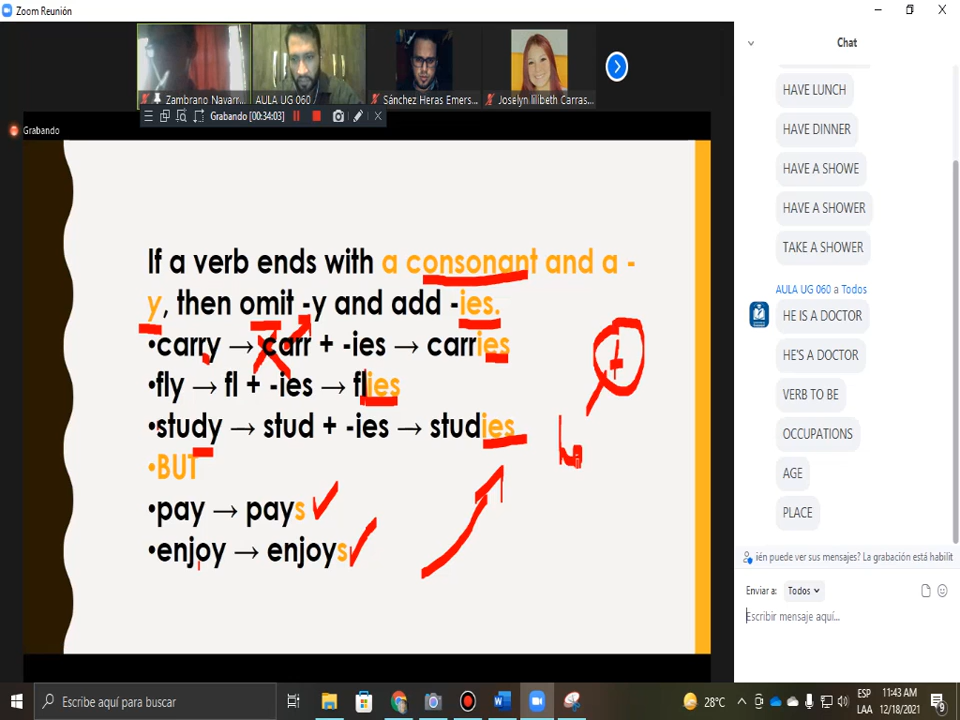 Zoom Reunión
Zambrano Navarr...
AULA UG 060
Sánchez Heras Emers...
Joselyn lilibeth Carras...
Grabando [00:34:03]
Grabando
If a verb ends with a consonant and a -
y, then omit -y and add -ies.
•carry → carr + -ies → carries
•fly → fl + -ies → flies
•study → stud + -ies → studies
•BUT
•pay → pays
•enjoy → enjoys
+
Chat
HAVE LUNCH
HAVE DINNER
HAVE A SHOWE
HAVE A SHOWER
TAKE A SHOWER
AULA UG 060 a Todos
HE IS A DOCTOR
HE'S A DOCTOR
VERB TO BE
OCCUPATIONS
AGE
PLACE
ién puede ver sus mensajes? La grabación está habilit
Enviar a: Todos
Escribir mensaje aquí...
Escribe aquí para buscar
28°C
ESP
LAA
11:43 AM
12/18/2021
9